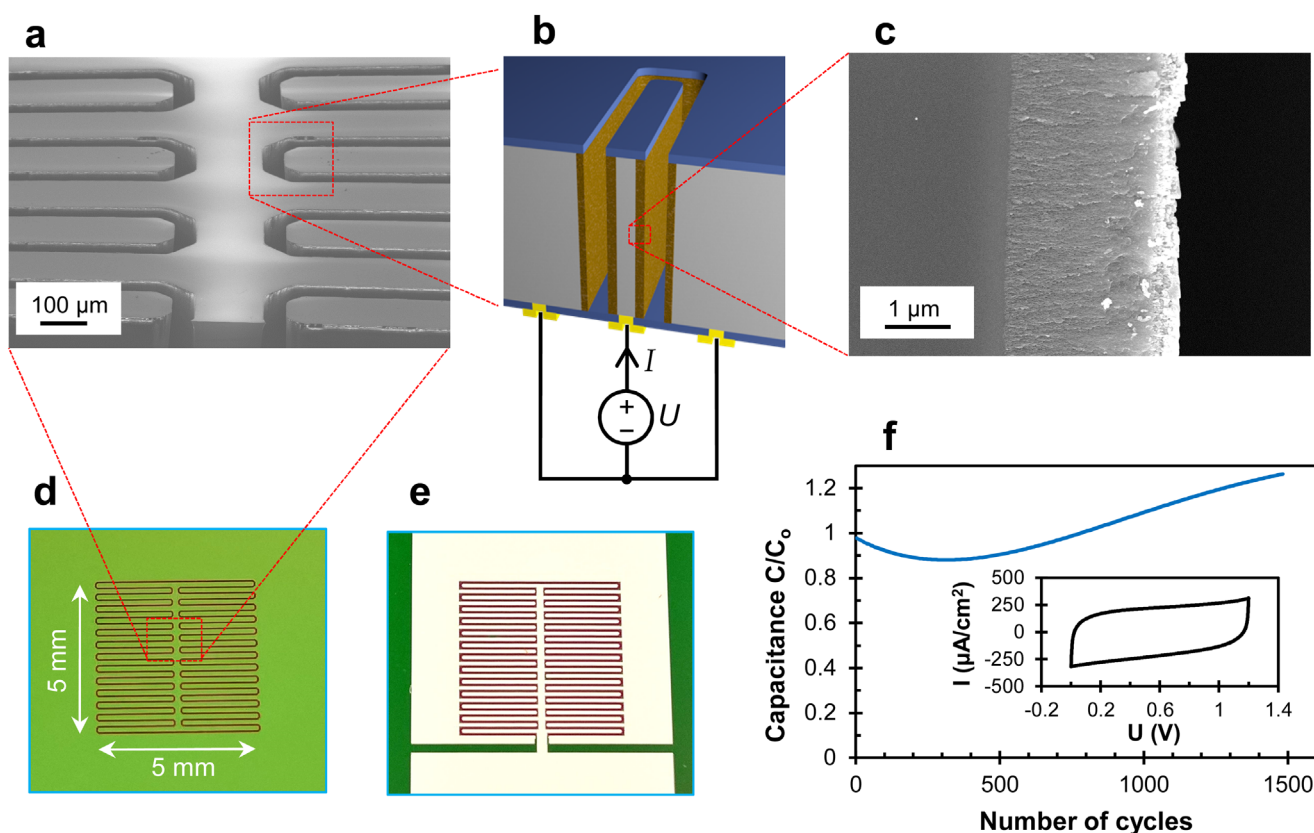 a
b
c
100 µm
1 µm
I
+
−
U
d
e
f
5 mm
5 mm
Capacitance C/Cₒ
1.2
1
0.8
0.6
0.4
0.2
0
0
500
1000
1500
Number of cycles
I (µA/cm²)
500
250
0
-250
-500
-0.2
0.2
0.6
1
1.4
U (V)